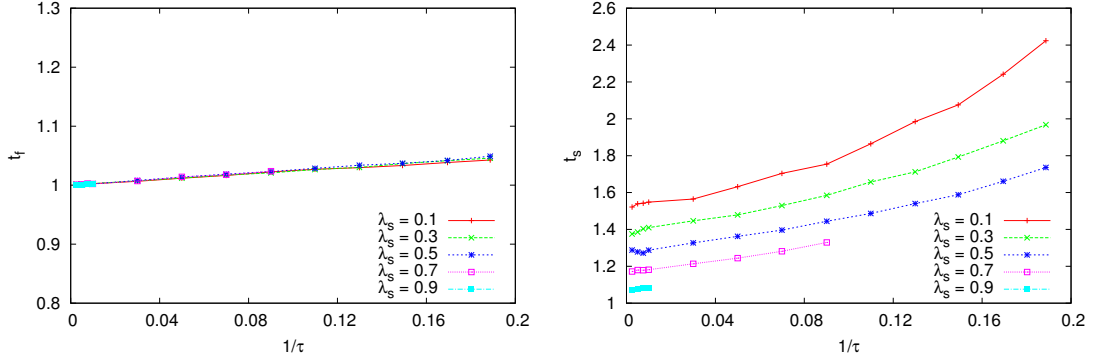 1.3
1.2
1.1
1
0.9
0.8
t_f
0
0.04
0.08
0.12
0.16
0.2
1/τ
λ_s = 0.1
λ_s = 0.3
λ_s = 0.5
λ_s = 0.7
λ_s = 0.9
2.6
2.4
2.2
2
1.8
1.6
1.4
1.2
1
t_s
0
0.04
0.08
0.12
0.16
0.2
1/τ
λ_s = 0.1
λ_s = 0.3
λ_s = 0.5
λ_s = 0.7
λ_s = 0.9